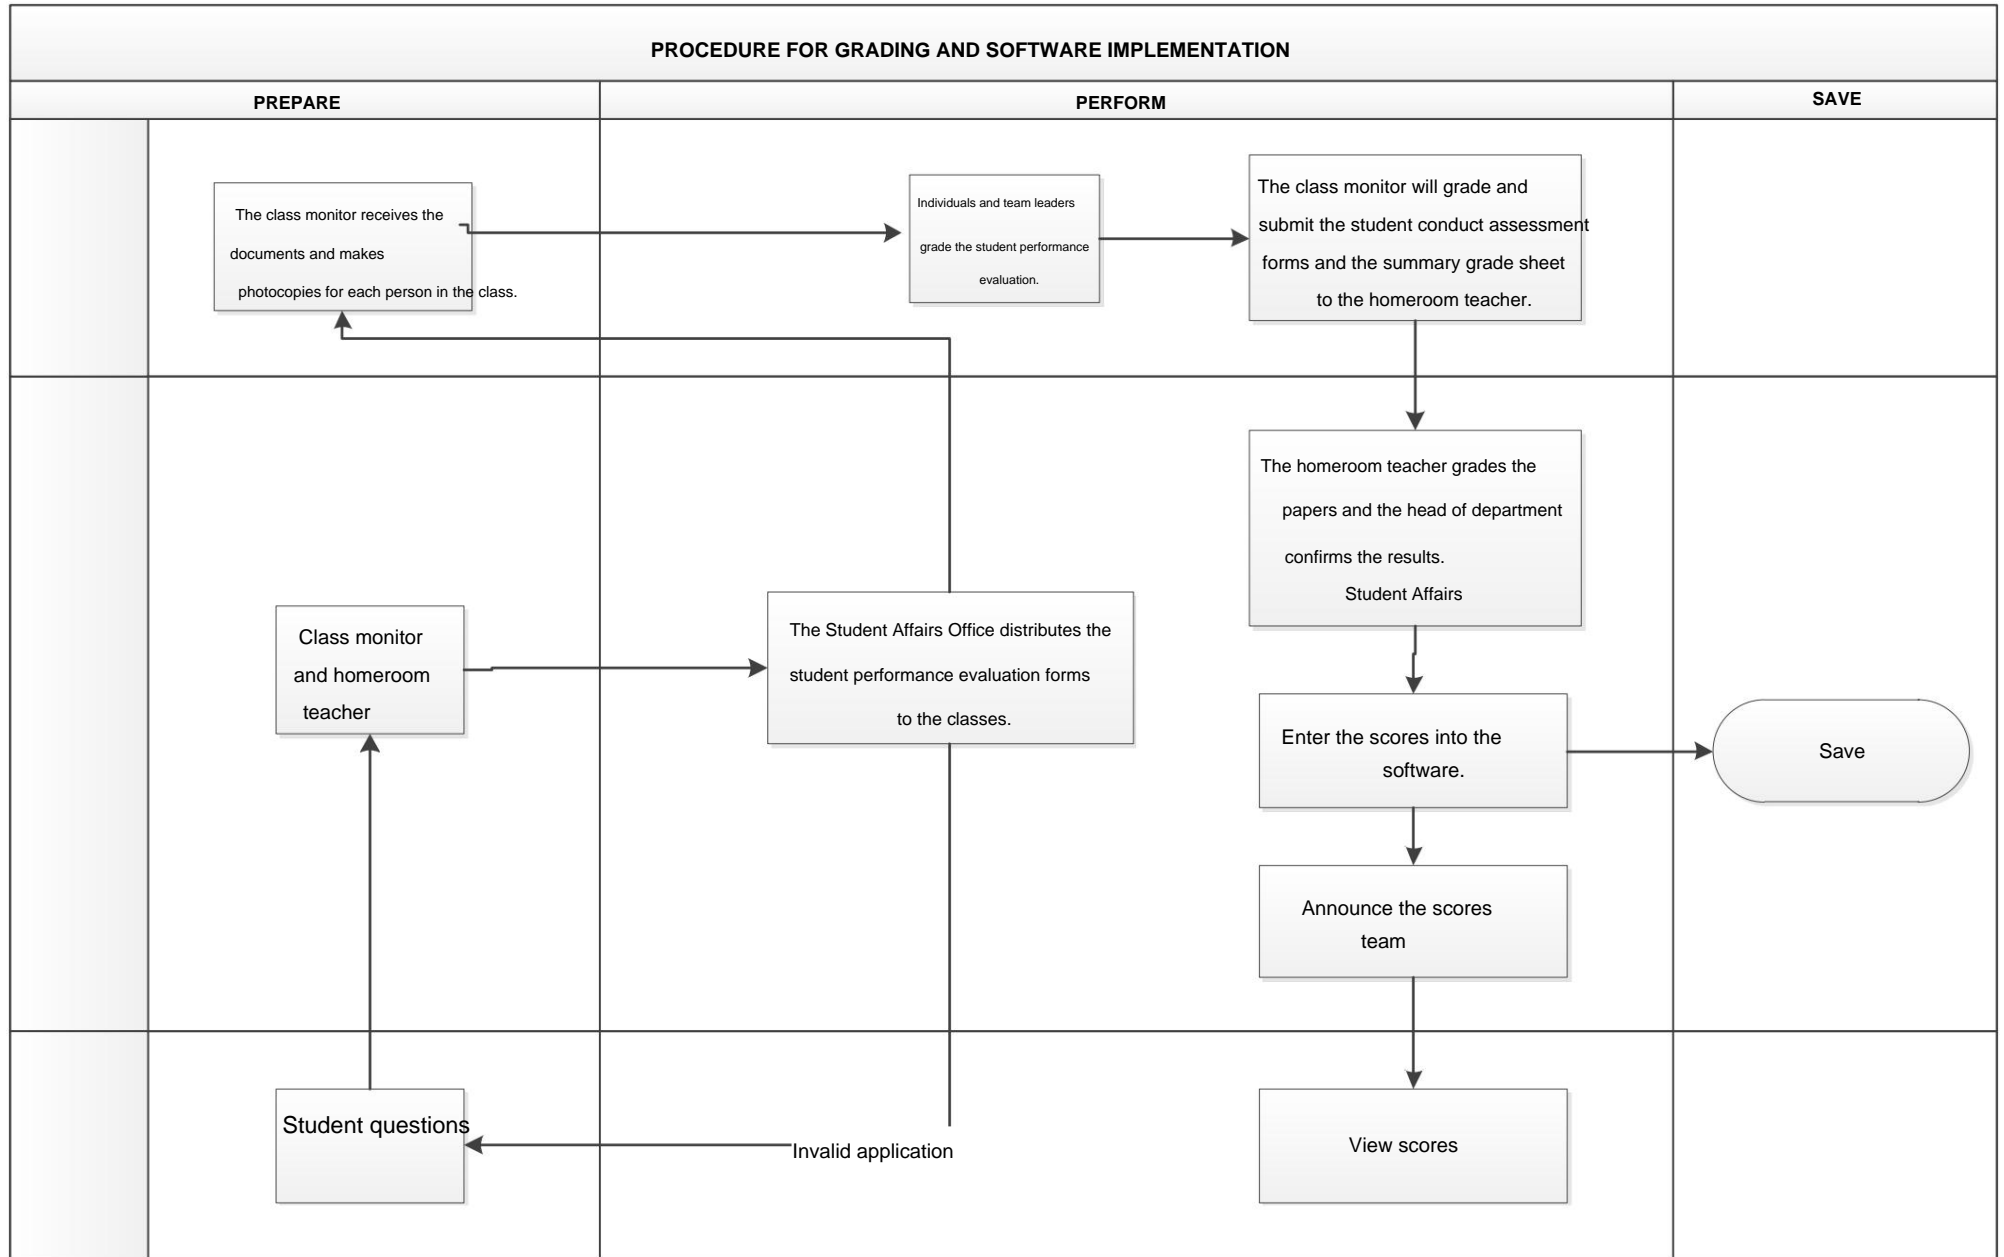 PROCEDURE FOR GRADING AND SOFTWARE IMPLEMENTATION
PREPARE
PERFORM
SAVE
The class monitor receives the
documents and makes
photocopies for each person in the class.
Individuals and team leaders
grade the student performance
evaluation.
The class monitor will grade and
submit the student conduct assessment
forms and the summary grade sheet
to the homeroom teacher.
The homeroom teacher grades the
papers and the head of department
confirms the results.
Student Affairs
Class monitor
and homeroom
teacher
The Student Affairs Office distributes the
student performance evaluation forms
to the classes.
Enter the scores into the
software.
Save
Announce the scores
team
Student questions
Invalid application
View scores